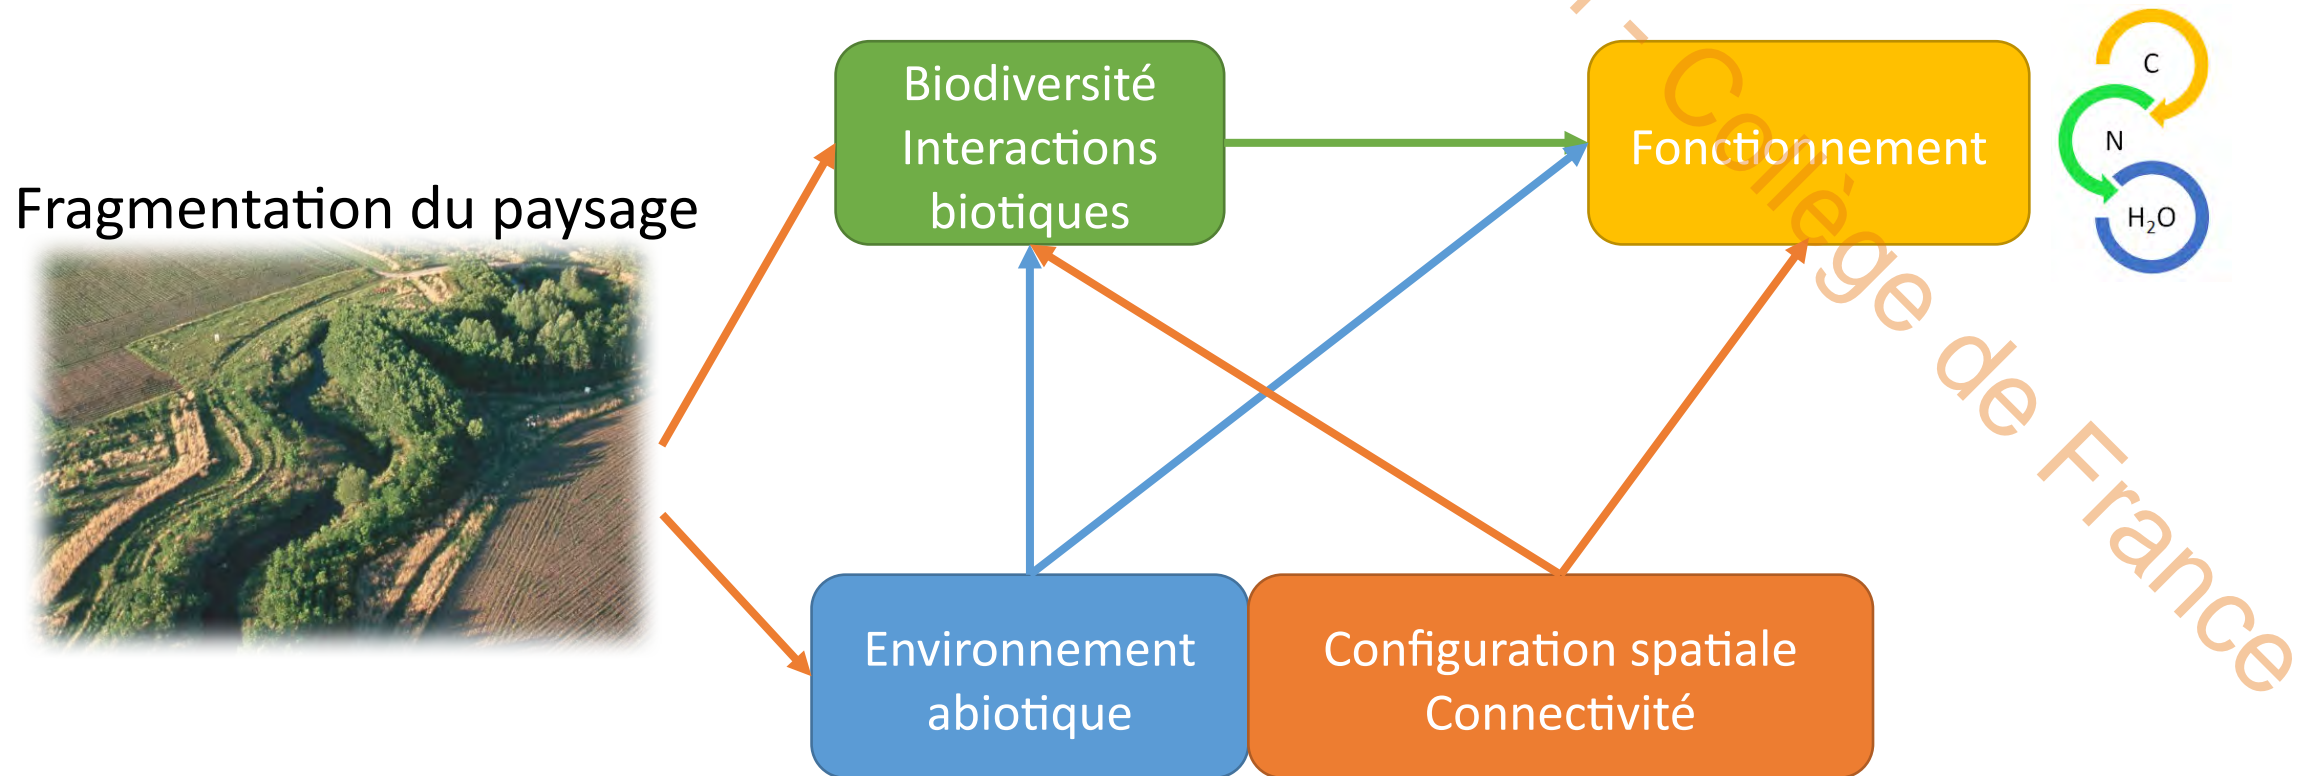 Fragmentation du paysage
Biodiversité
Interactions
biotiques
Fonctionnement
C
N
H₂O
Environnement
abiotique
Configuration spatiale
Connectivité
- Collège de France